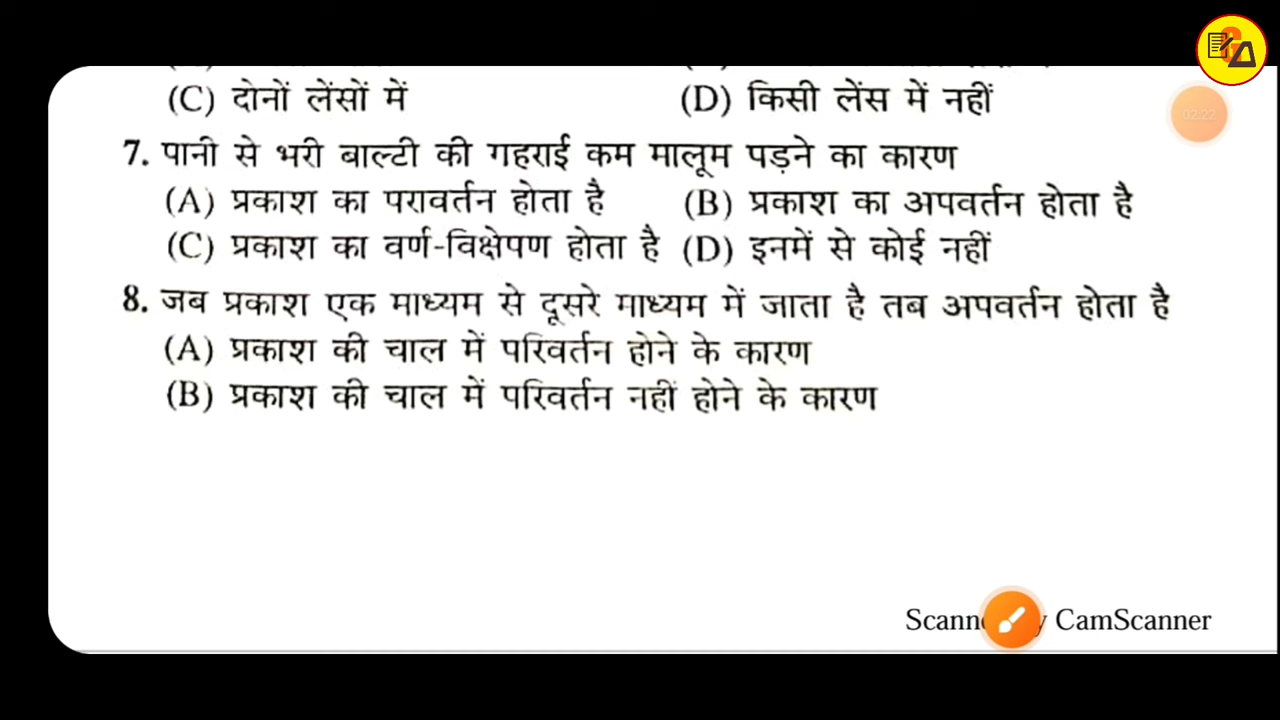 (C) दोनों लेंसों में (D) किसी लेंस में नहीं
02:22
7. पानी से भरी बाल्टी की गहराई कम मालूम पड़ने का कारण
(A) प्रकाश का परावर्तन होता है (B) प्रकाश का अपवर्तन होता है
(C) प्रकाश का वर्ण-विक्षेपण होता है (D) इनमें से कोई नहीं
8. जब प्रकाश एक माध्यम से दूसरे माध्यम में जाता है तब अपवर्तन होता है
(A) प्रकाश की चाल में परिवर्तन होने के कारण
(B) प्रकाश की चाल में परिवर्तन नहीं होने के कारण
CamScanner